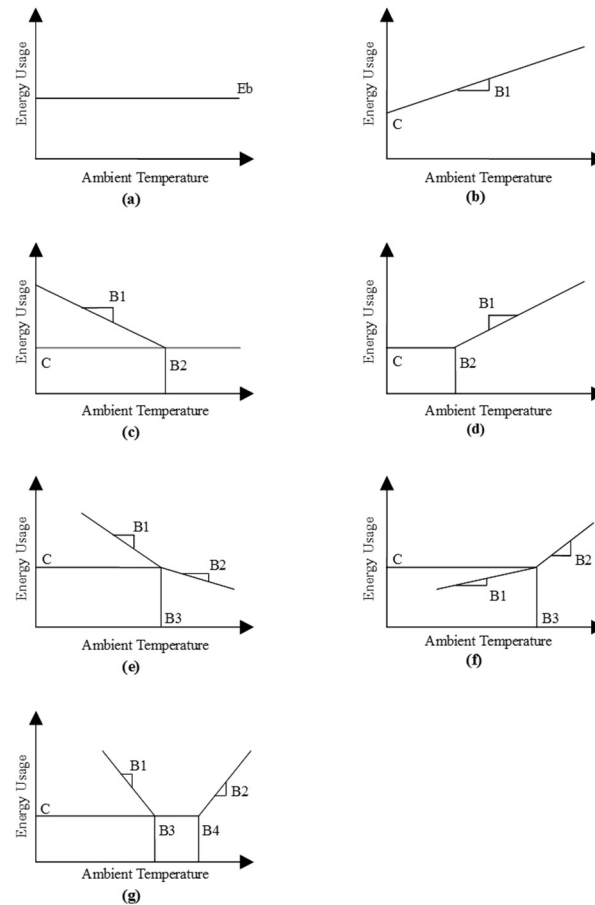 Energy Usage
Eb
Ambient Temperature
(a)
Energy Usage
B1
C
Ambient Temperature
(b)
Energy Usage
B1
C
B2
Ambient Temperature
(c)
Energy Usage
B1
C
B2
Ambient Temperature
(d)
Energy Usage
B1
C
B2
B3
Ambient Temperature
(e)
Energy Usage
C
B2
B1
B3
Ambient Temperature
(f)
Energy Usage
B1
B2
C
B3
B4
Ambient Temperature
(g)